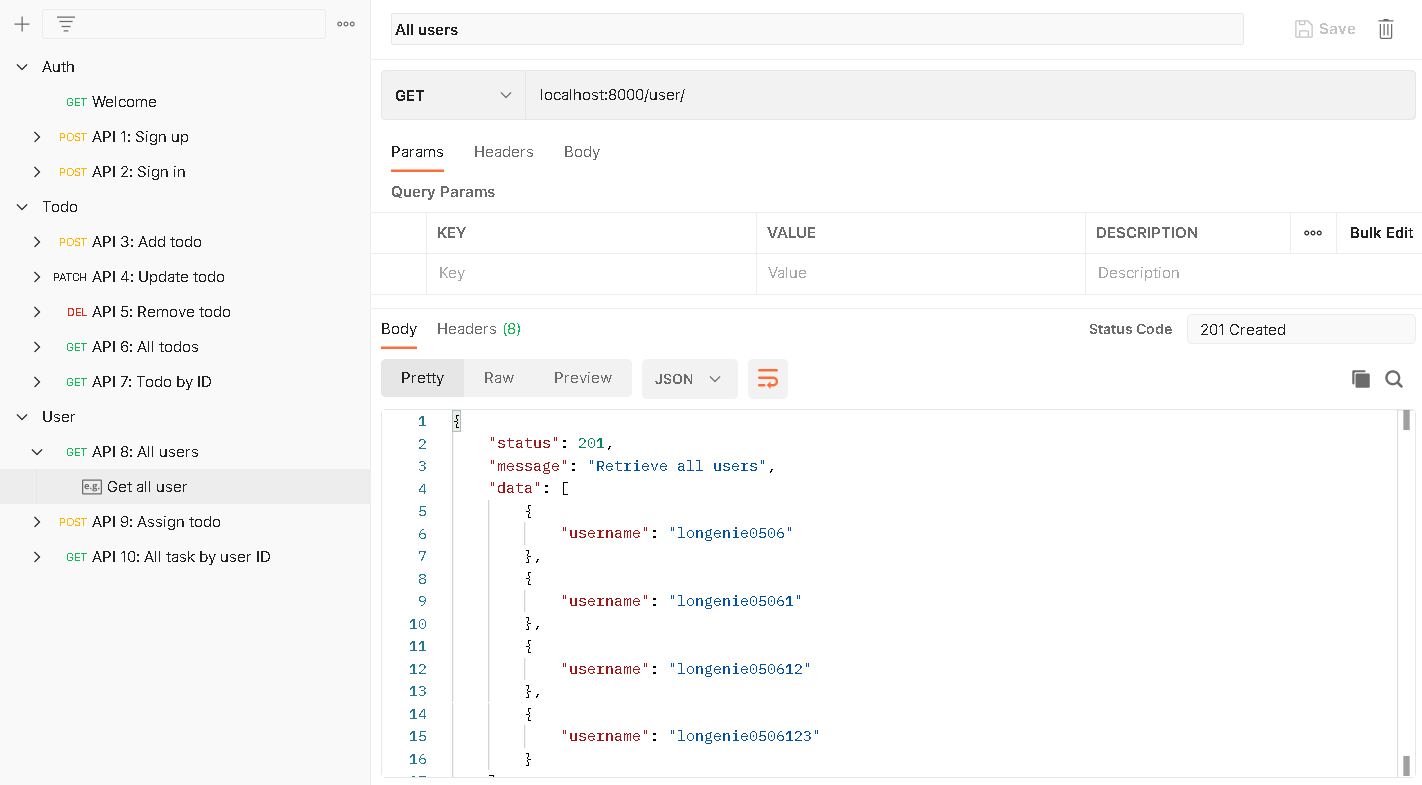 Auth
GET Welcome
POST API 1: Sign up
POST API 2: Sign in
Todo
POST API 3: Add todo
PATCH API 4: Update todo
DEL API 5: Remove todo
GET API 6: All todos
GET API 7: Todo by ID
User
GET API 8: All users
e.g. Get all user
POST API 9: Assign todo
GET API 10: All task by user ID
All users
Save
GET localhost:8000/user/
Params Headers Body
Query Params
KEY VALUE DESCRIPTION Bulk Edit
Key Value Description
Body Headers (8) Status Code 201 Created
Pretty Raw Preview JSON
1 {
2 "status": 201,
3 "message": "Retrieve all users",
4 "data": [
5 {
6 "username": "longenie0506"
7 },
8 {
9 "username": "longenie05061"
10 },
11 {
12 "username": "longenie050612"
13 },
14 {
15 "username": "longenie0506123"
16 }